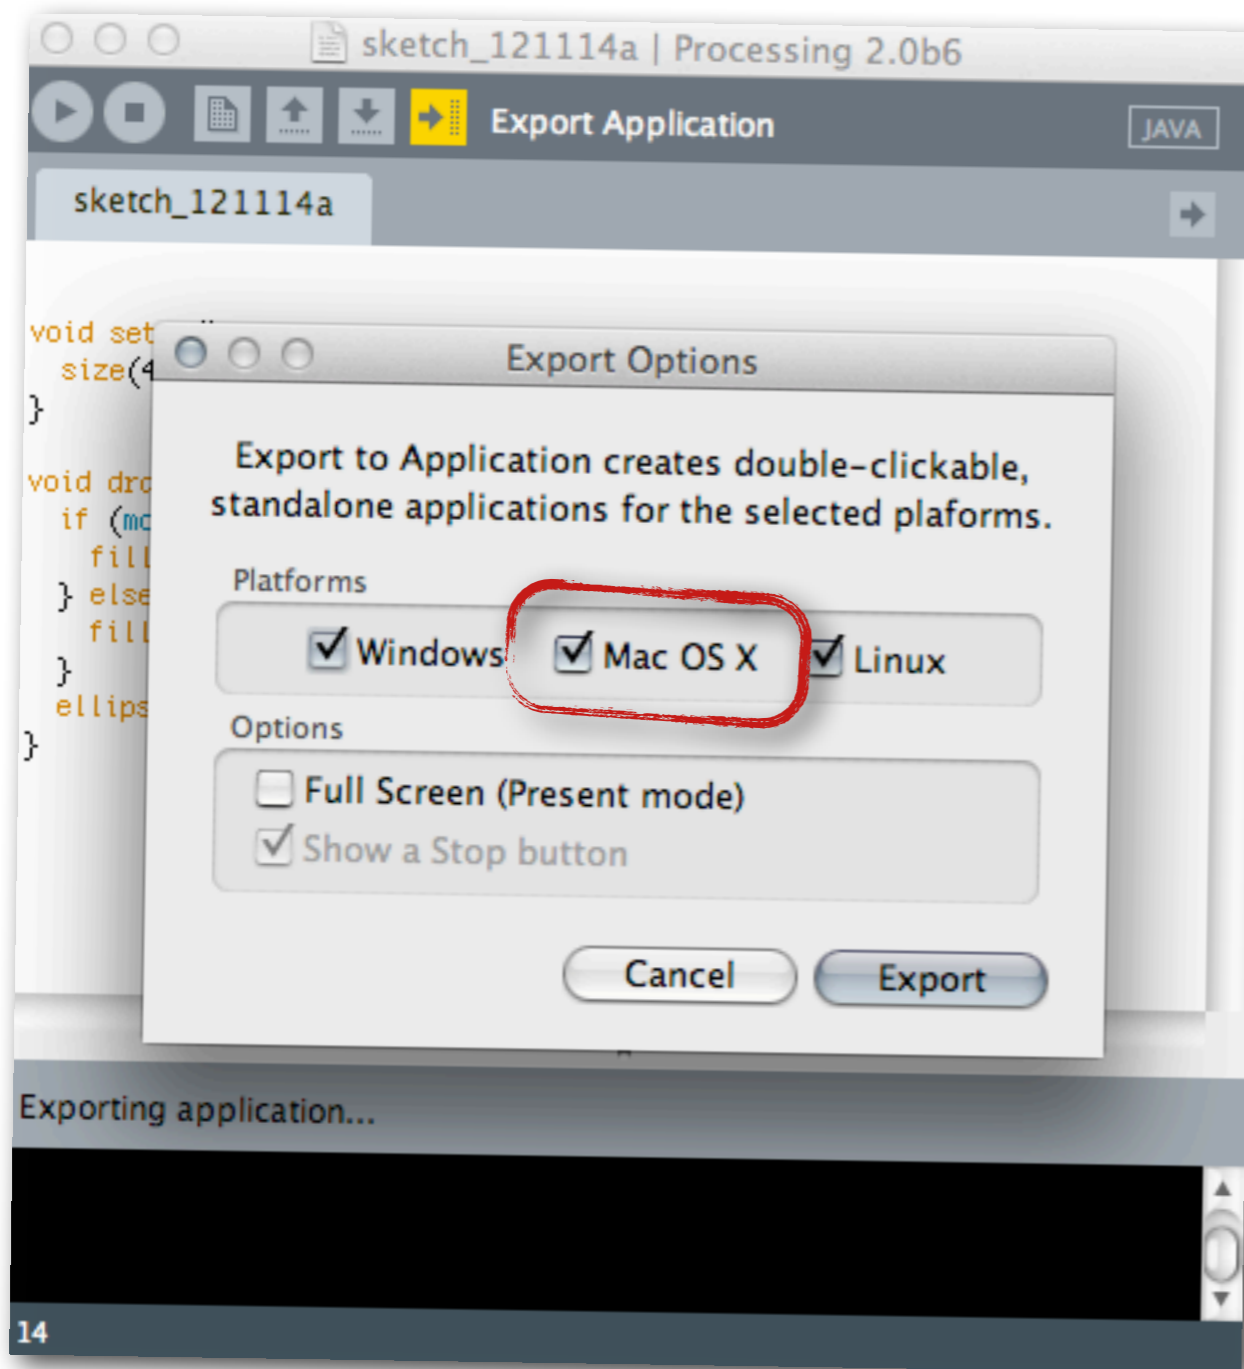 sketch_121114a | Processing 2.0b6
Export Application
JAVA
sketch_121114a
void set
size(4
}
void dra
if (mo
fill
} else
fill
}
ellips
}
Export Options
Export to Application creates double-clickable,
standalone applications for the selected plaforms.
Platforms
Windows Mac OS X Linux
Options
Full Screen (Present mode)
Show a Stop button
Cancel Export
Exporting application...
14